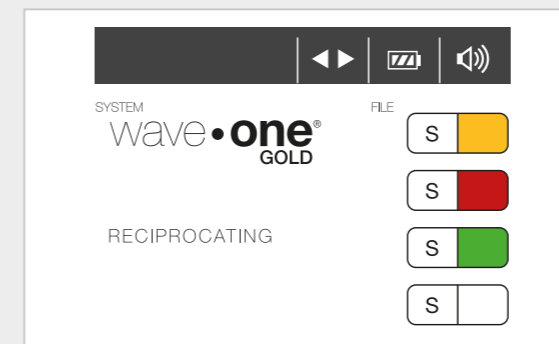 SYSTEM
FILE
wave•one®
GOLD
S
S
RECIPROCATING
S
S